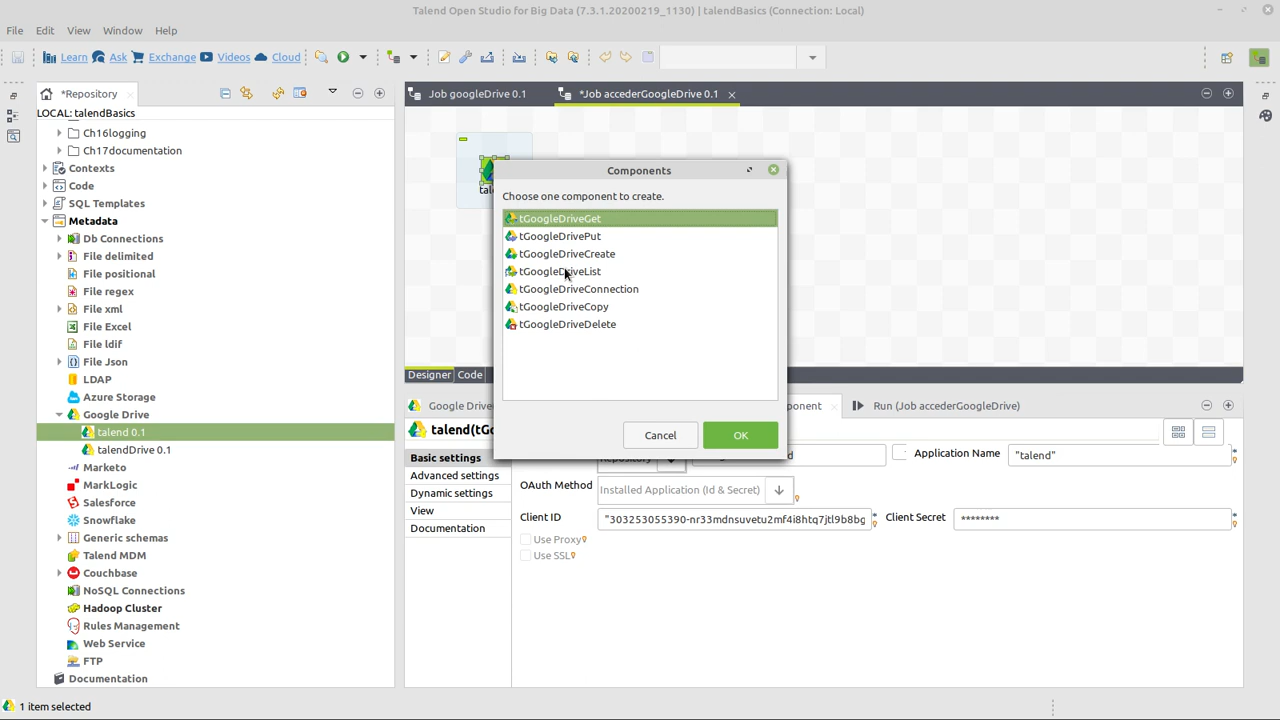 Talend Open Studio for Big Data (7.3.1.20200219_1130) | talendBasics (Connection: Local)
File Edit View Window Help
Learn Ask Exchange Videos Cloud
*Repository
LOCAL: talendBasics
Ch16logging
Ch17documentation
Contexts
Code
SQL Templates
Metadata
Db Connections
File delimited
File positional
File regex
File xml
File Excel
File ldif
File Json
LDAP
Azure Storage
Google Drive
talend 0.1
talendDrive 0.1
Marketo
MarkLogic
Salesforce
Snowflake
Generic schemas
Talend MDM
Couchbase
NoSQL Connections
Hadoop Cluster
Rules Management
Web Service
FTP
Documentation
Job googleDrive 0.1
*Job accederGoogleDrive 0.1
Components
Choose one component to create.
tGoogleDriveGet
tGoogleDrivePut
tGoogleDriveCreate
tGoogleDriveList
tGoogleDriveConnection
tGoogleDriveCopy
tGoogleDriveDelete
Cancel OK
Designer Code
Google Drive
Run (Job accederGoogleDrive)
talend(tGo
Basic settings
Advanced settings
Dynamic settings
View
Documentation
Application Name "talend"
OAuth Method Installed Application (Id & Secret)
Client ID "303253055390-nr33mdnsuvetu2mf4i8htq7jtl9b8bg Client Secret ********
Use Proxy
Use SSL
1 item selected